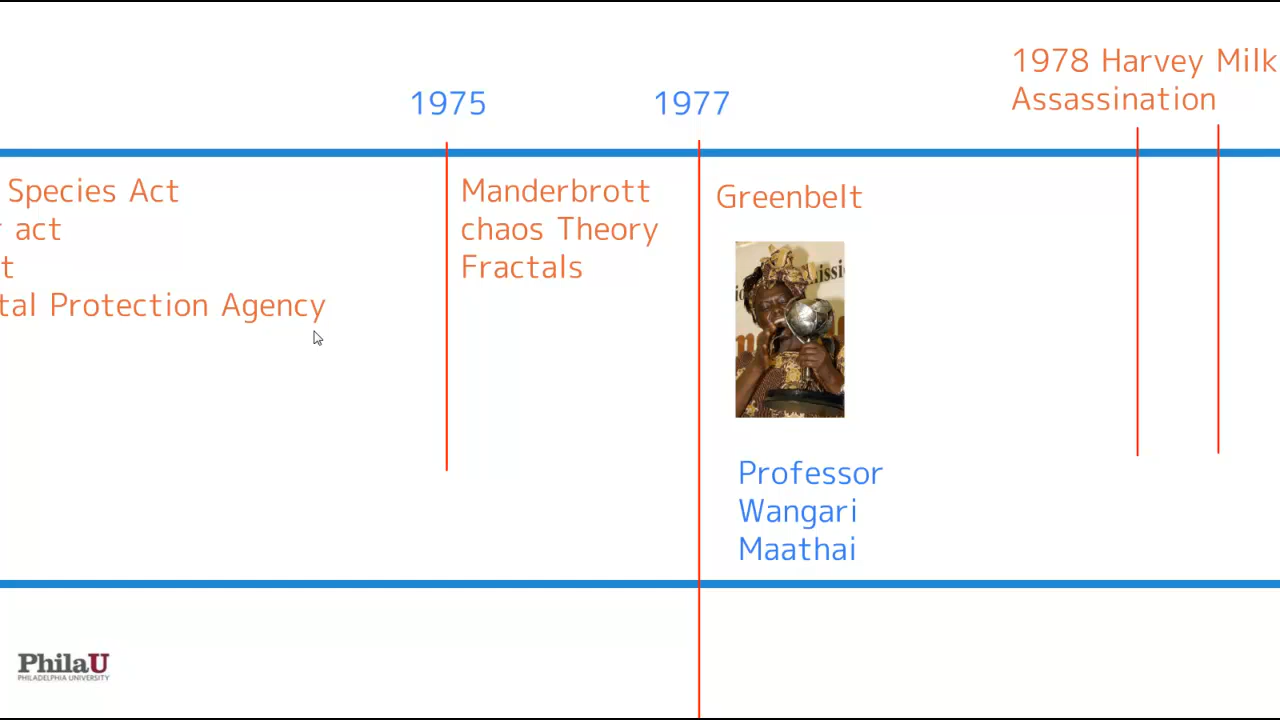 1978 Harvey Milk
Assassination
1975
1977
Species Act
act
t
tal Protection Agency
Manderbrott
chaos Theory
Fractals
Greenbelt
Professor
Wangari
Maathai
PhilaU
PHILADELPHIA UNIVERSITY